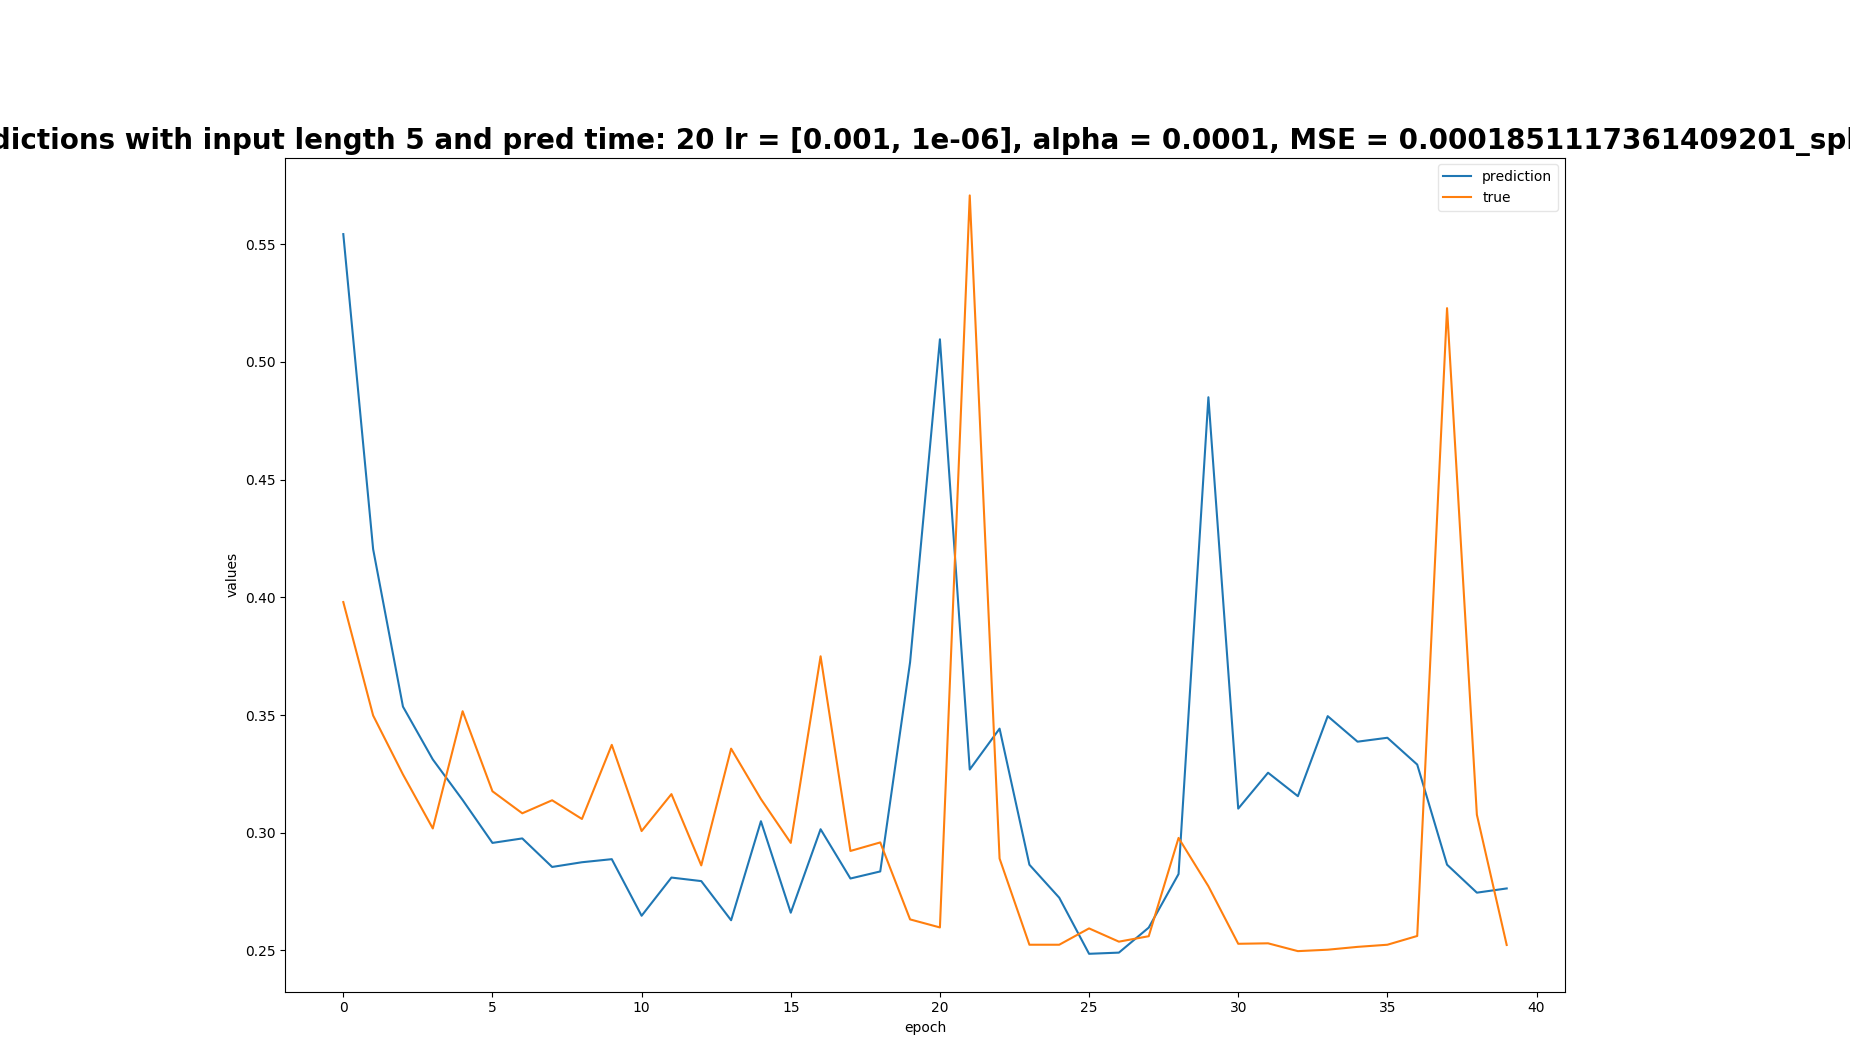 dictions with input length 5 and pred time: 20 lr = [0.001, 1e-06], alpha = 0.0001, MSE = 0.0001851117361409201_spl
prediction
true
0.55
0.50
0.45
0.40
0.35
0.30
0.25
values
0 5 10 15 20 25 30 35 40
epoch